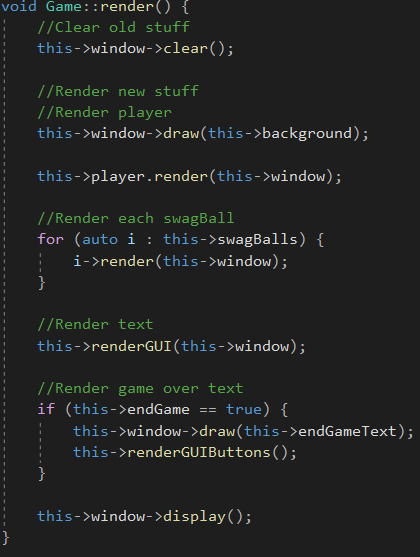 void Game::render() {
    //Clear old stuff
    this->window->clear();

    //Render new stuff
    //Render player
    this->window->draw(this->background);

    this->player.render(this->window);

    //Render each swagBall
    for (auto i : this->swagBalls) {
        i->render(this->window);
    }

    //Render text
    this->renderGUI(this->window);

    //Render game over text
    if (this->endGame == true) {
        this->window->draw(this->endGameText);
        this->renderGUIButtons();
    }

    this->window->display();
}